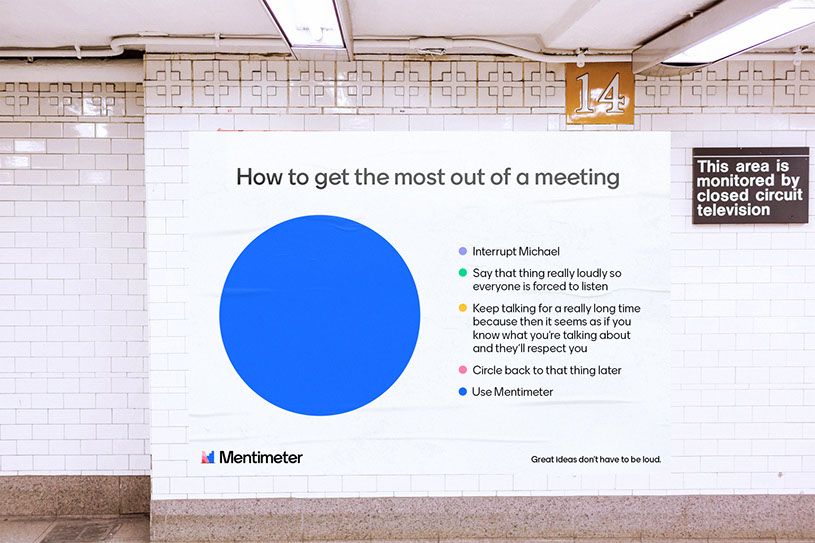 14
This area is
monitored by
closed circuit
television
How to get the most out of a meeting
Interrupt Michael
Say that thing really loudly so
everyone is forced to listen
Keep talking for a really long time
because then it seems as if you
know what you're talking about
and they'll respect you
Circle back to that thing later
Use Mentimeter
Mentimeter
Great ideas don't have to be loud.